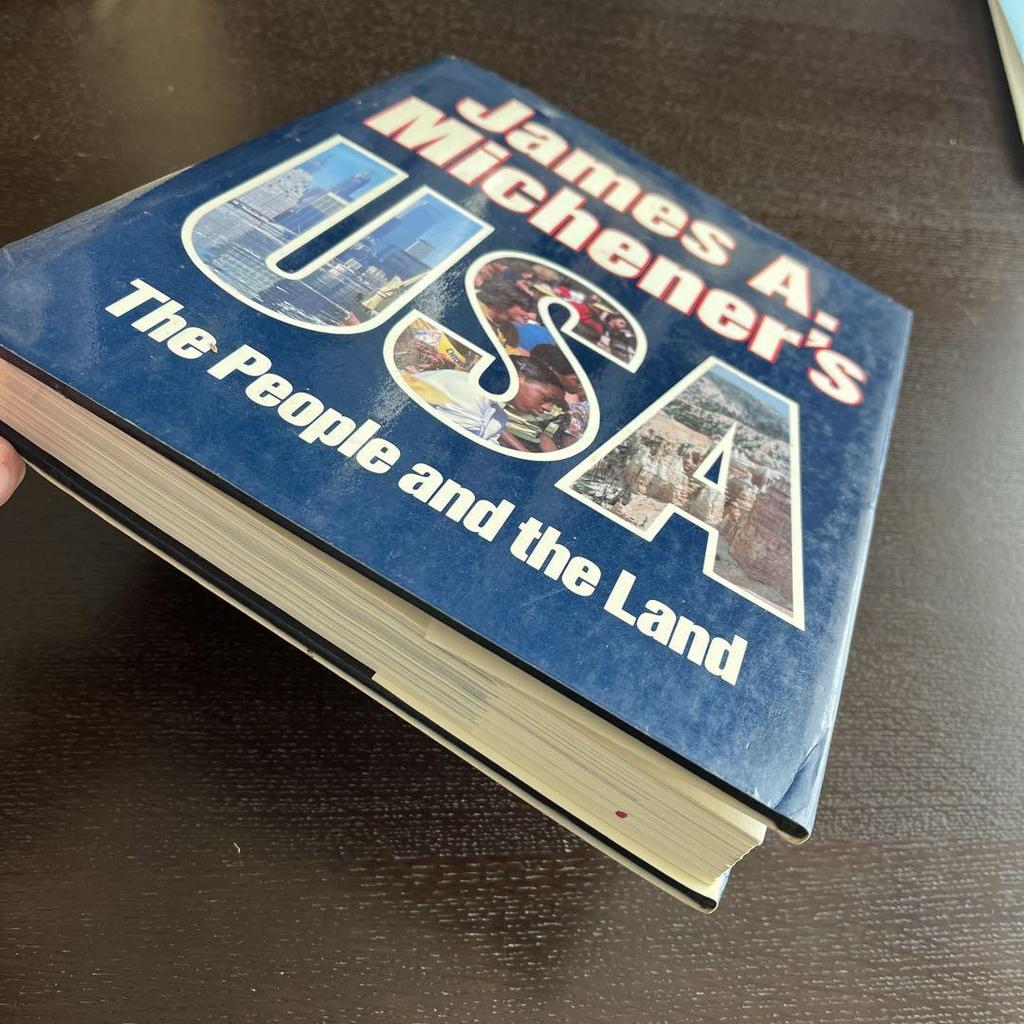 James A.
Michener's
USA
The People and the Land